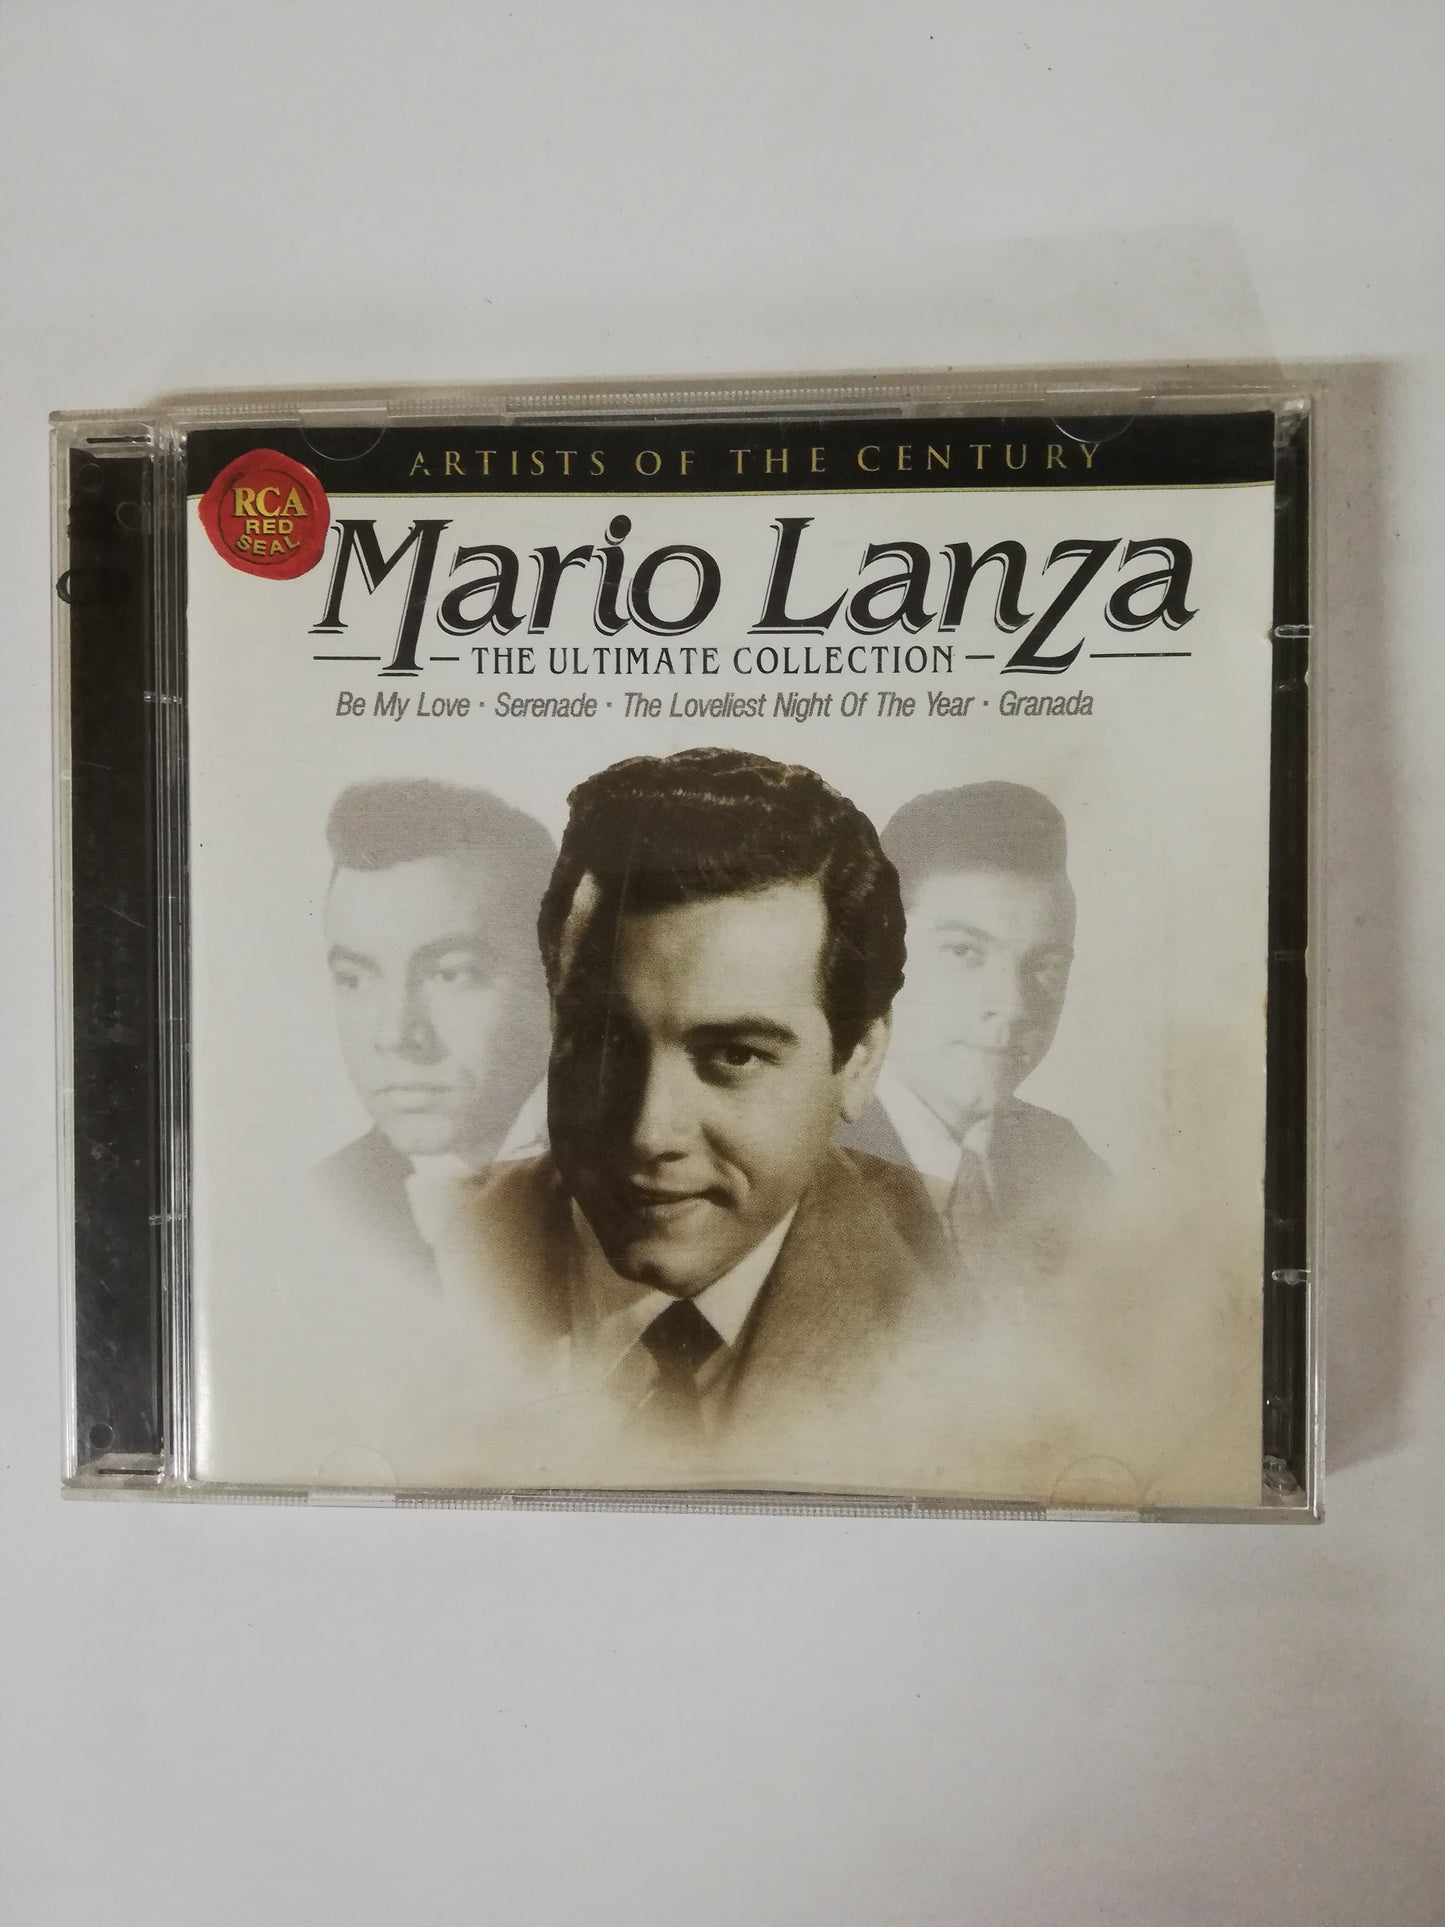 ARTISTS OF THE CENTURY
RCA
RED
SEAL
Mario Lanza
THE ULTIMATE COLLECTION
Be My Love · Serenade · The Loveliest Night Of The Year · Granada